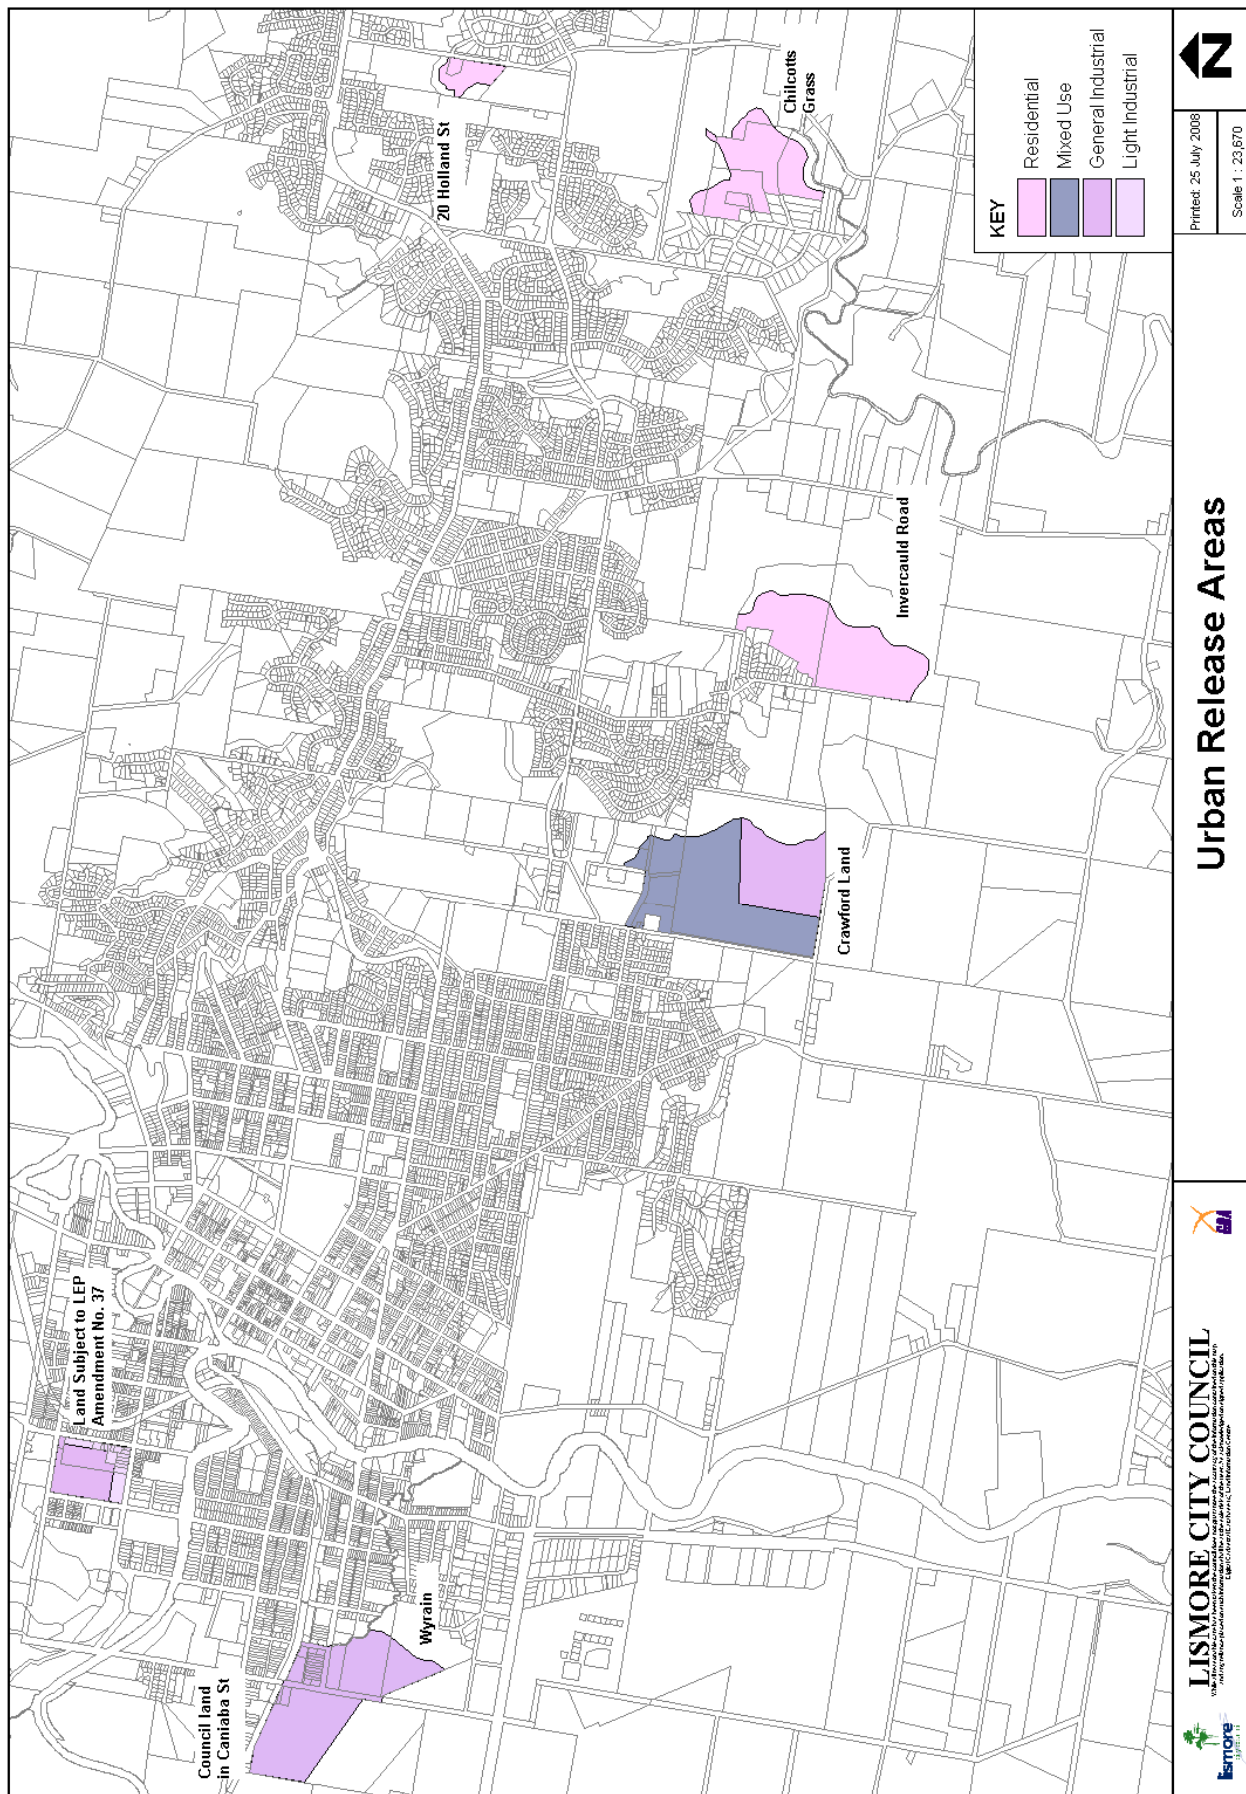 20 Holland St
Chilcotts
Grass
Invercauld Road
Crawford Land
Land Subject to LEP
Amendment No. 37
Wyrain
Council land
in Caniaba St
KEY
Residential
Mixed Use
General Industrial
Light Industrial
LISMORE CITY COUNCIL
lismore
Urban Release Areas
Printed: 25 July 2008
Scale 1 : 23,670
N